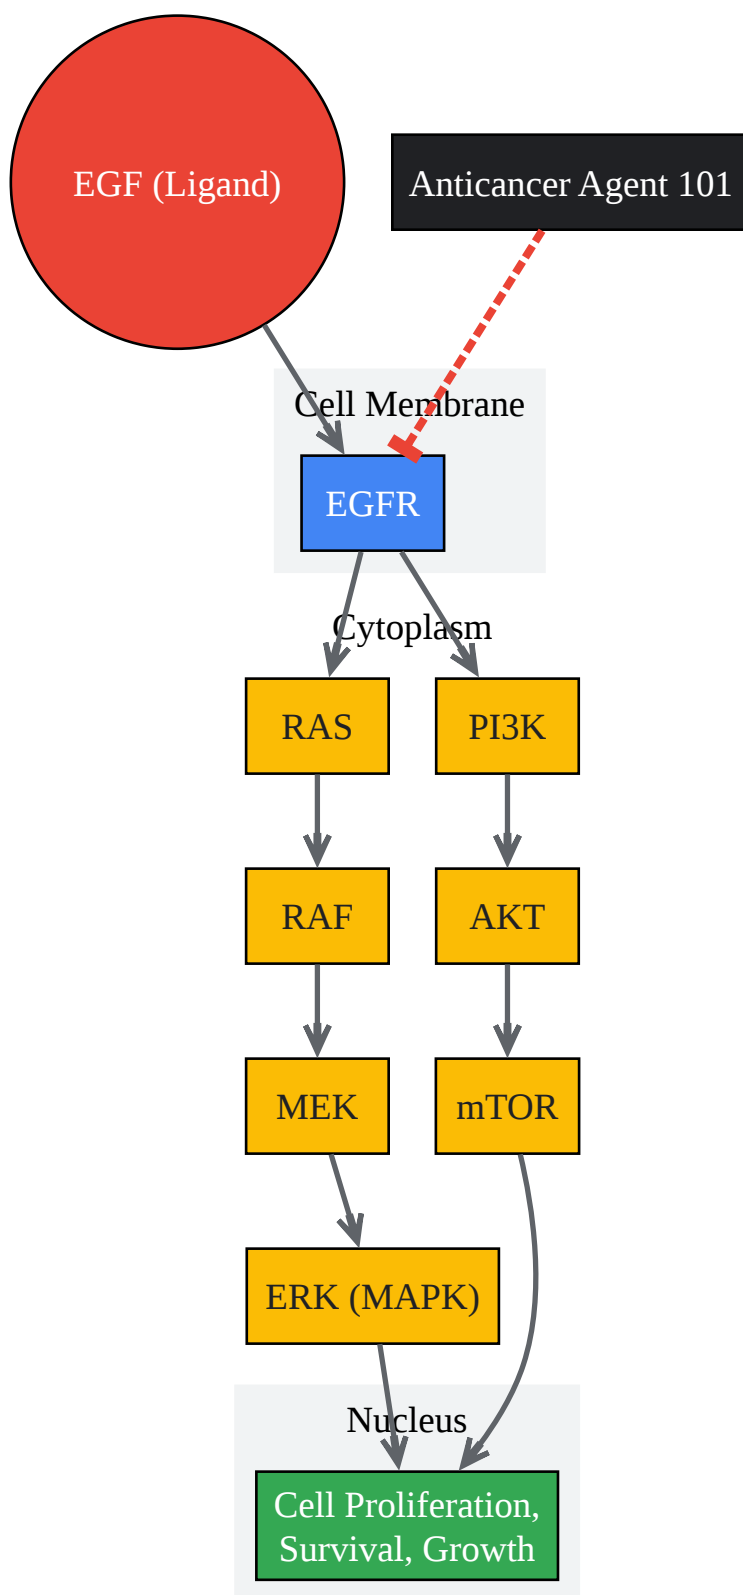 EGF (Ligand)
Anticancer Agent 101
Cell Membrane
EGFR
Cytoplasm
RAS
PI3K
RAF
AKT
MEK
mTOR
ERK (MAPK)
Nucleus
Cell Proliferation,
Survival, Growth